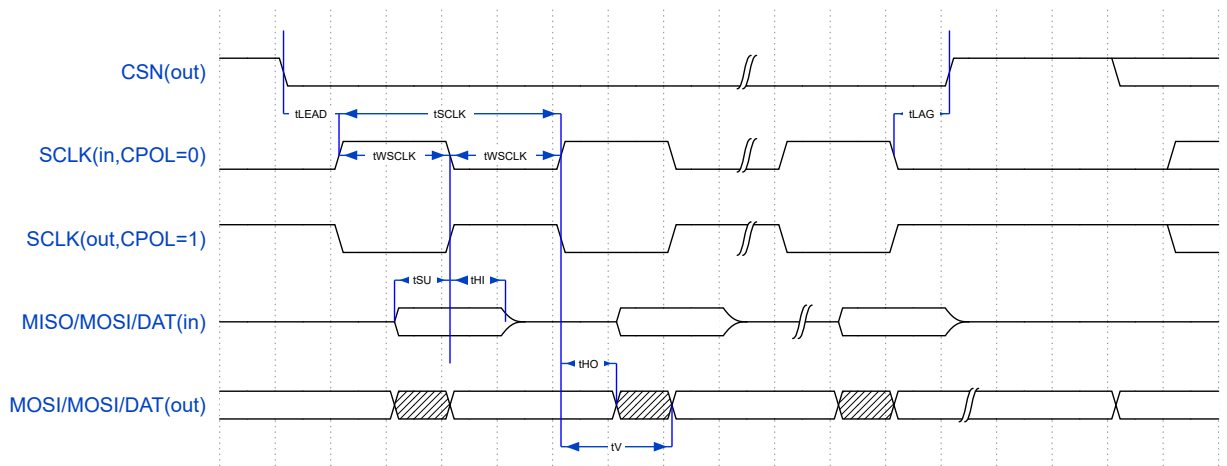 CSN(out)
tLEAD
tSCLK
tLAG
SCLK(in,CPOL=0)
tWSCLK
tWSCLK
SCLK(out,CPOL=1)
tSU
tHI
MISO/MOSI/DAT(in)
tHO
MOSI/MOSI/DAT(out)
tV